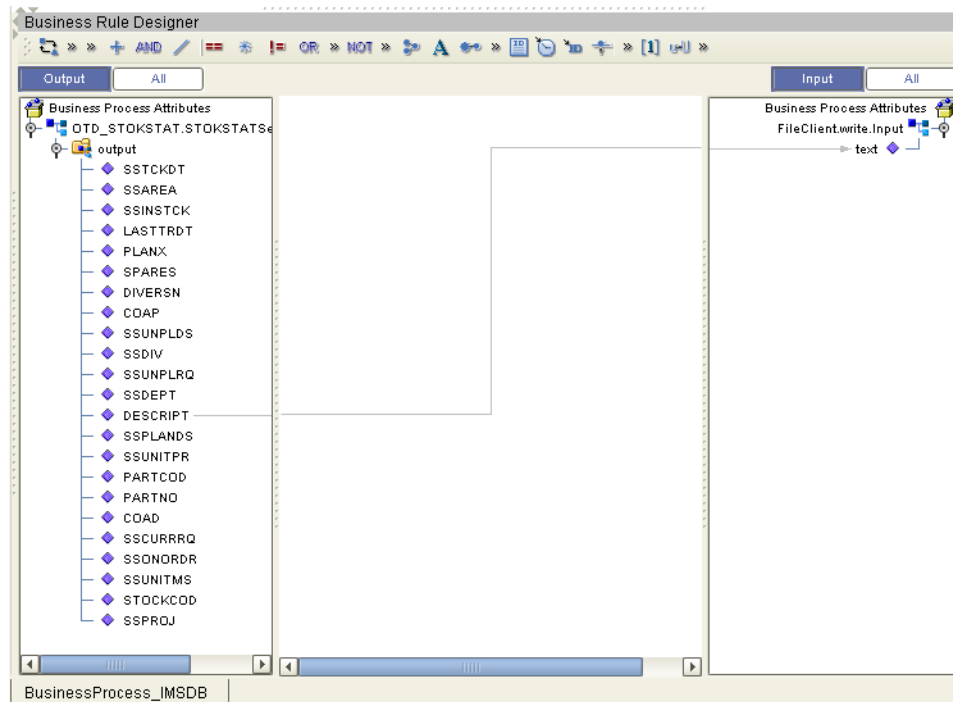 Business Rule Designer
» » AND == != OR » NOT » A » ID » [1] »
Output All
Input All
Business Process Attributes
OTD_STOKSTAT.STOKSTATSe
output
SSTCKDT
SSAREA
SSINSTCK
LASTTRDT
PLANX
SPARES
DIVERSN
COAP
SSUNPLDS
SSDIV
SSUNPLRQ
SSDEPT
DESCRIPT
SSPLANDS
SSUNITPR
PARTCOD
PARTNO
COAD
SSCURRRQ
SSONORDR
SSUNITMS
STOCKCOD
SSPROJ
Business Process Attributes
FileClient.write.Input
text
BusinessProcess_IMSDB